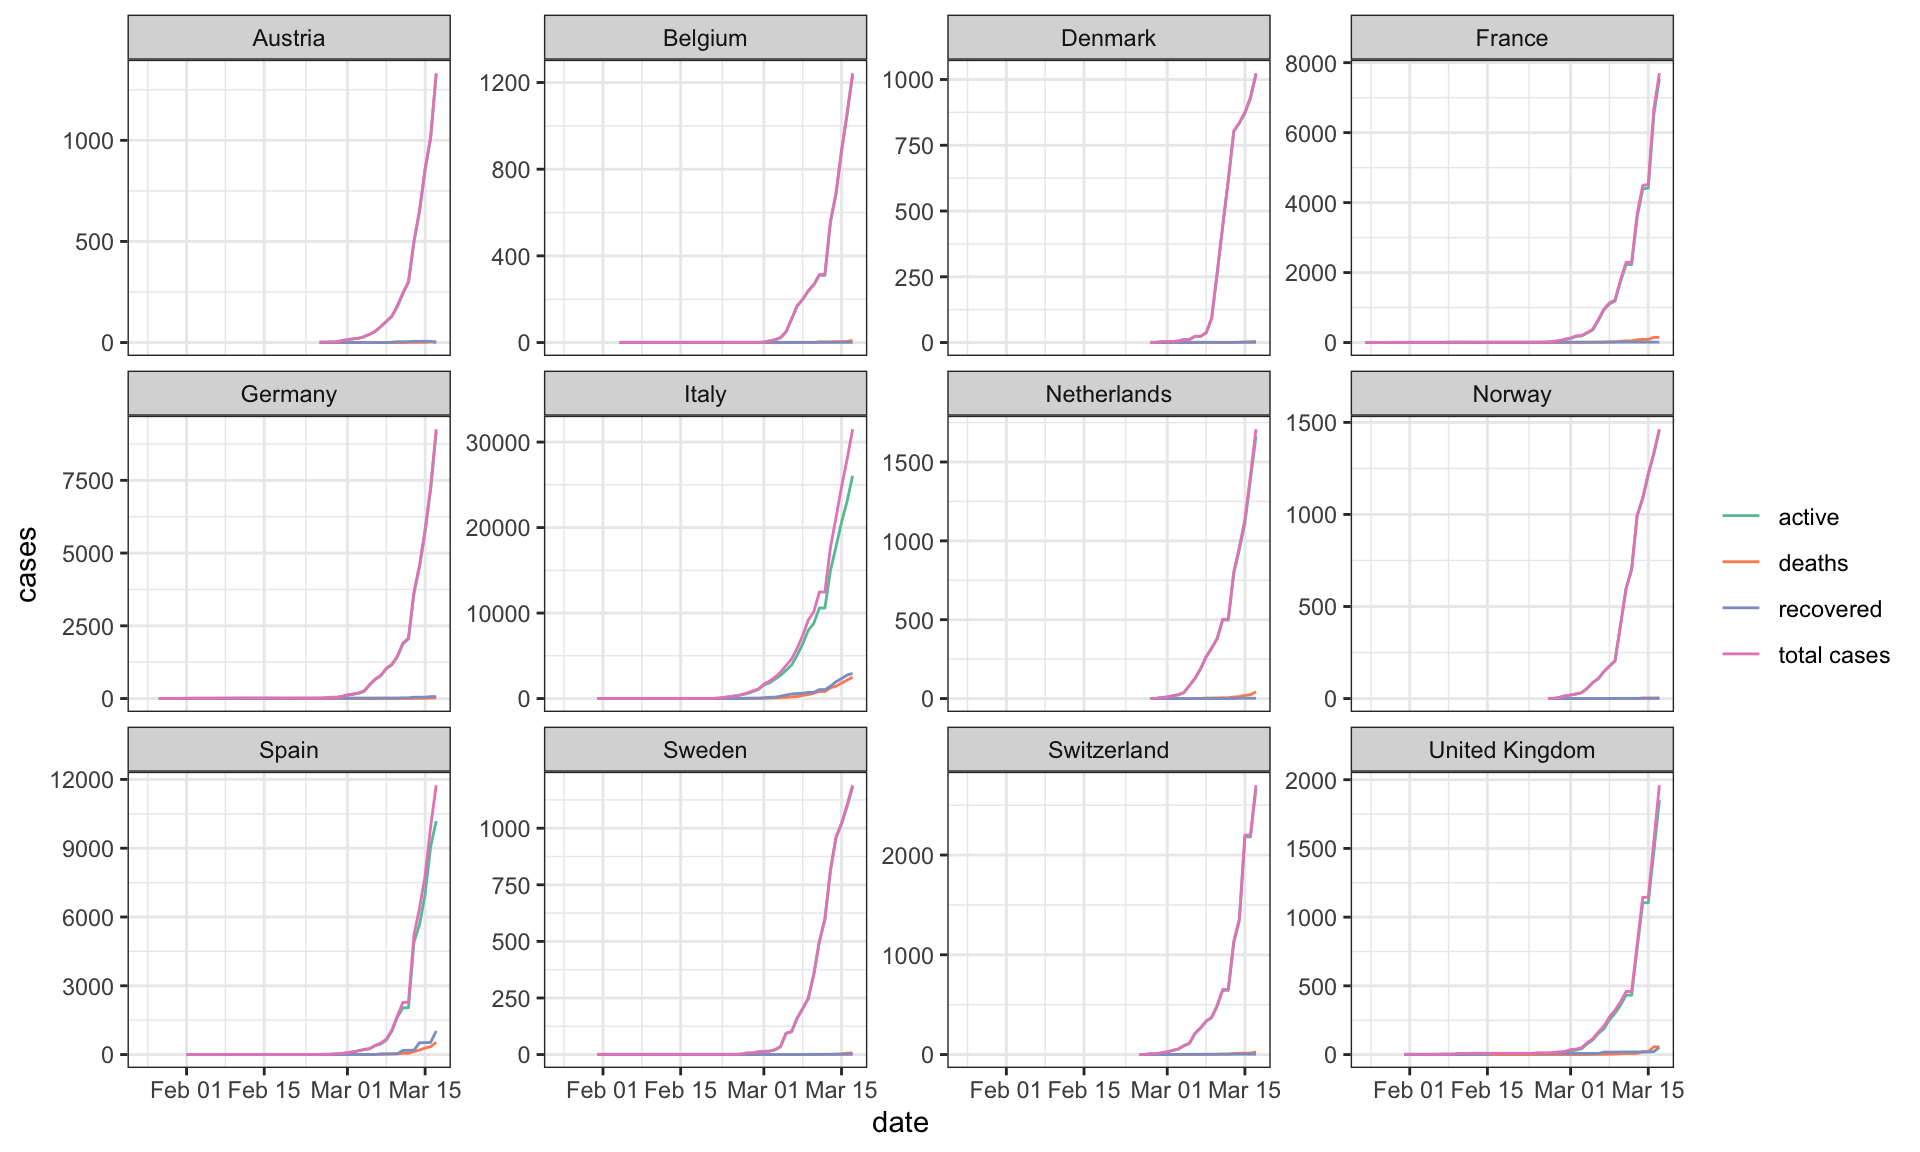 Austria
Belgium
Denmark
France
1000
500
0
1200
800
400
0
1000
750
500
250
0
8000
6000
4000
2000
0
Germany
Italy
Netherlands
Norway
7500
5000
2500
0
30000
20000
10000
0
1500
1000
500
0
1500
1000
500
0
Spain
Sweden
Switzerland
United Kingdom
12000
9000
6000
3000
0
1000
750
500
250
0
2000
1000
0
2000
1500
1000
500
0
Feb 01 Feb 15 Mar 01 Mar 15
Feb 01 Feb 15 Mar 01 Mar 15
Feb 01 Feb 15 Mar 01 Mar 15
Feb 01 Feb 15 Mar 01 Mar 15
date
cases
active
deaths
recovered
total cases